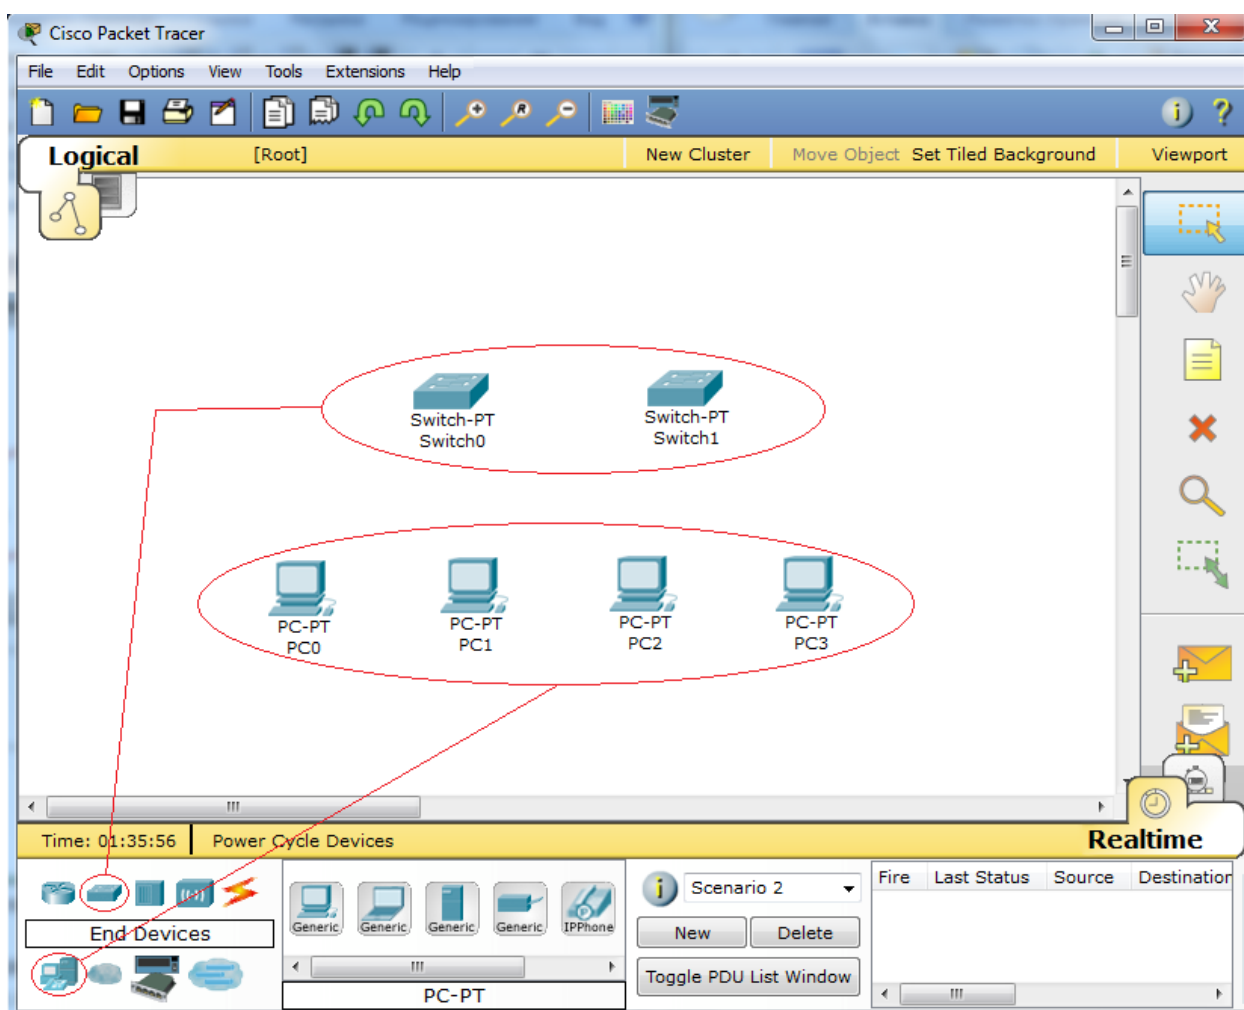 Cisco Packet Tracer
File Edit Options View Tools Extensions Help
Logical [Root] New Cluster Move Object Set Tiled Background Viewport
Switch-PT
Switch0
Switch-PT
Switch1
PC-PT
PC0
PC-PT
PC1
PC-PT
PC2
PC-PT
PC3
Time: 01:35:56 Power Cycle Devices Realtime
End Devices
Generic Generic Generic Generic IPPhone
PC-PT
Scenario 2
New Delete
Toggle PDU List Window
Fire Last Status Source Destination